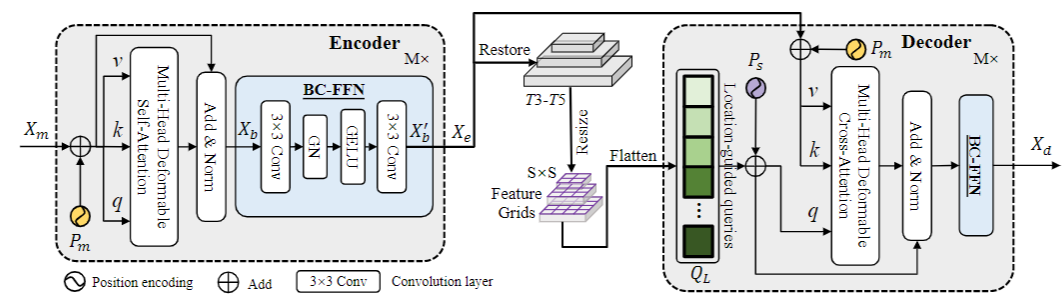 Encoder
M×
X_m
P_m
v
k
q
Multi-Head Deformable
Self-Attention
Add & Norm
BC-FFN
X_b
3×3 Conv
GN
GELU
3×3 Conv
X'_b
X_e
Restore
T3-T5
Resize
S×S
Feature
Grids
Flatten
Location-guided queries
Q_L
P_s
Decoder
M×
P_m
v
k
q
Multi-Head Deformable
Cross-Attention
Add & Norm
BC-FFN
X_d
Position encoding
Add
3×3 Conv
Convolution layer